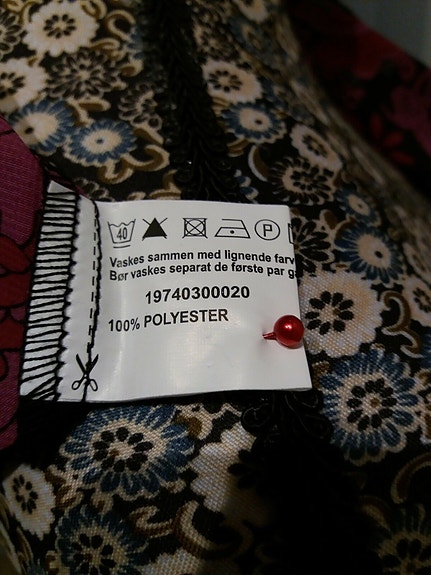 40 P
Vaskes sammen med lignende
Bør vaskes separat de første par
19740300020
100% POLYESTER